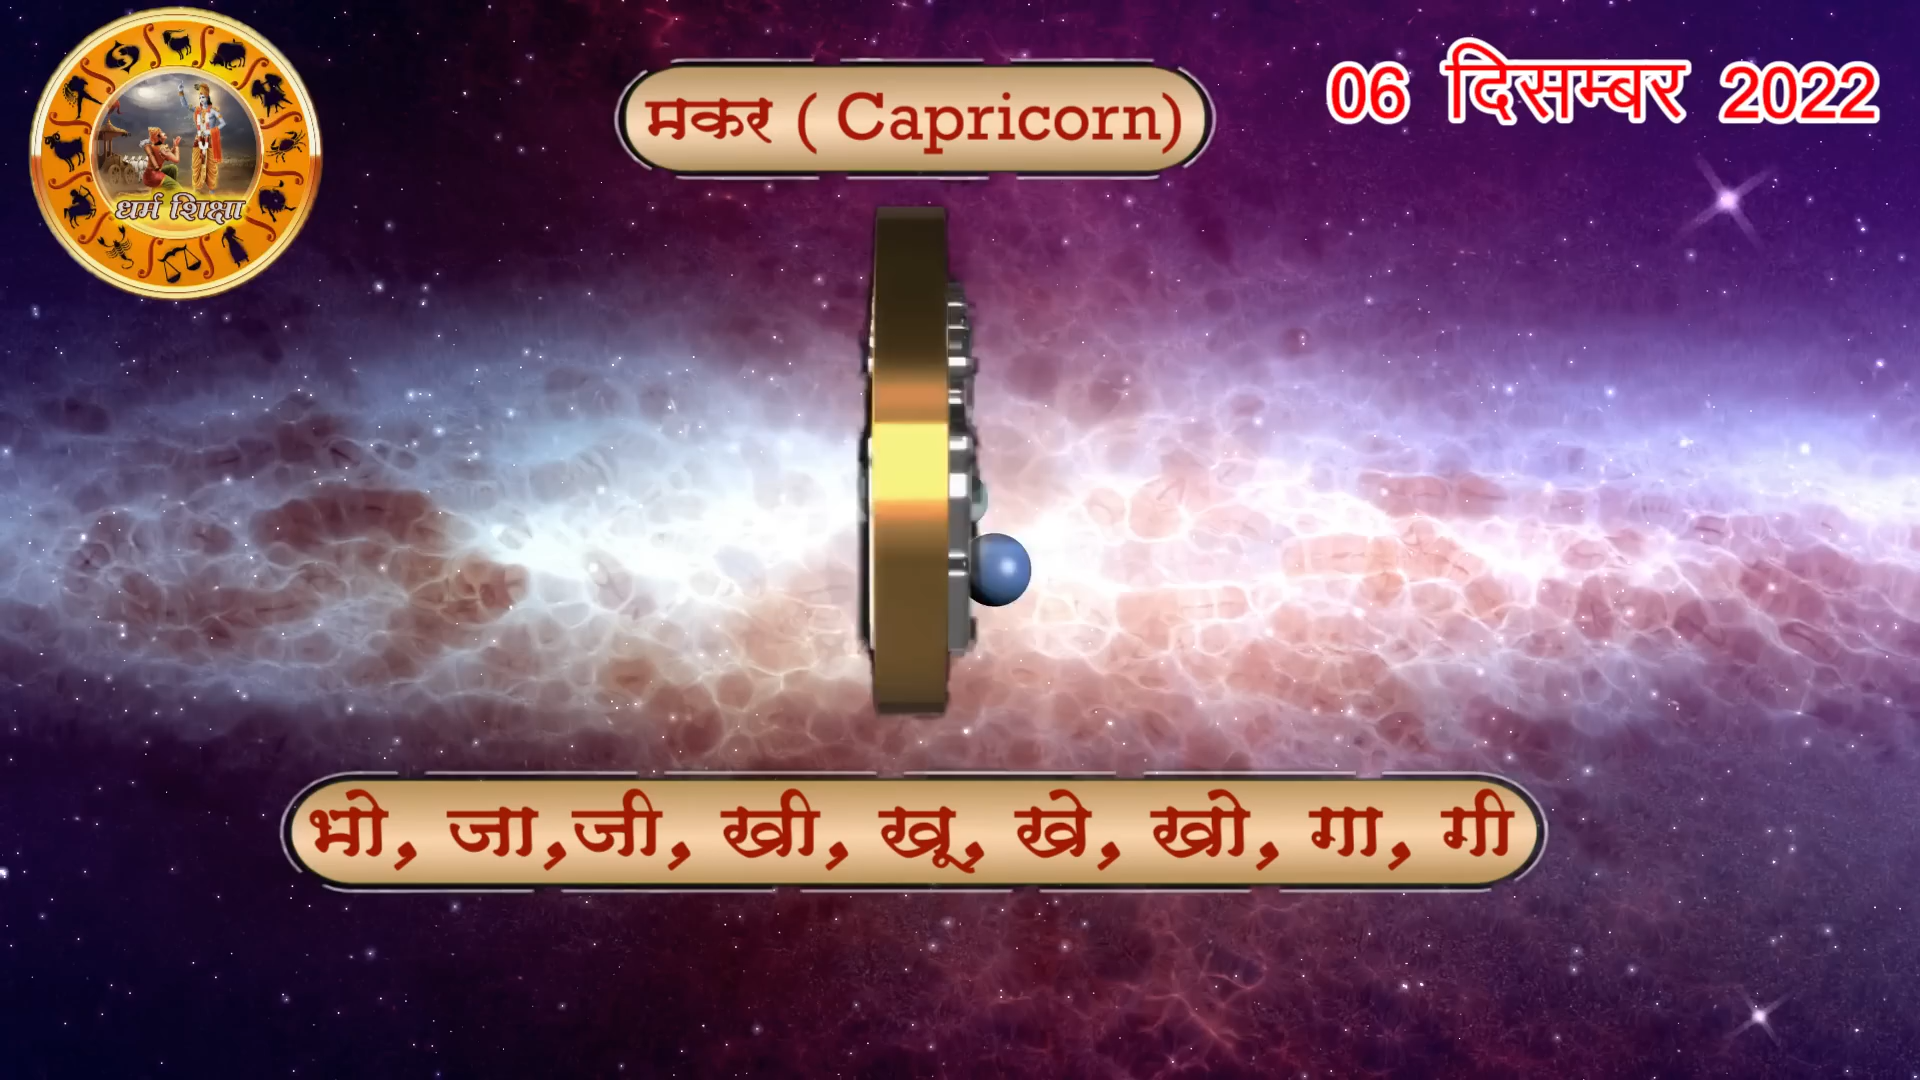 धर्म शिक्षा
मकर ( Capricorn)
06 दिसम्बर 2022
भो, जा,जी, खी, खू, खे, खो, गा, गी